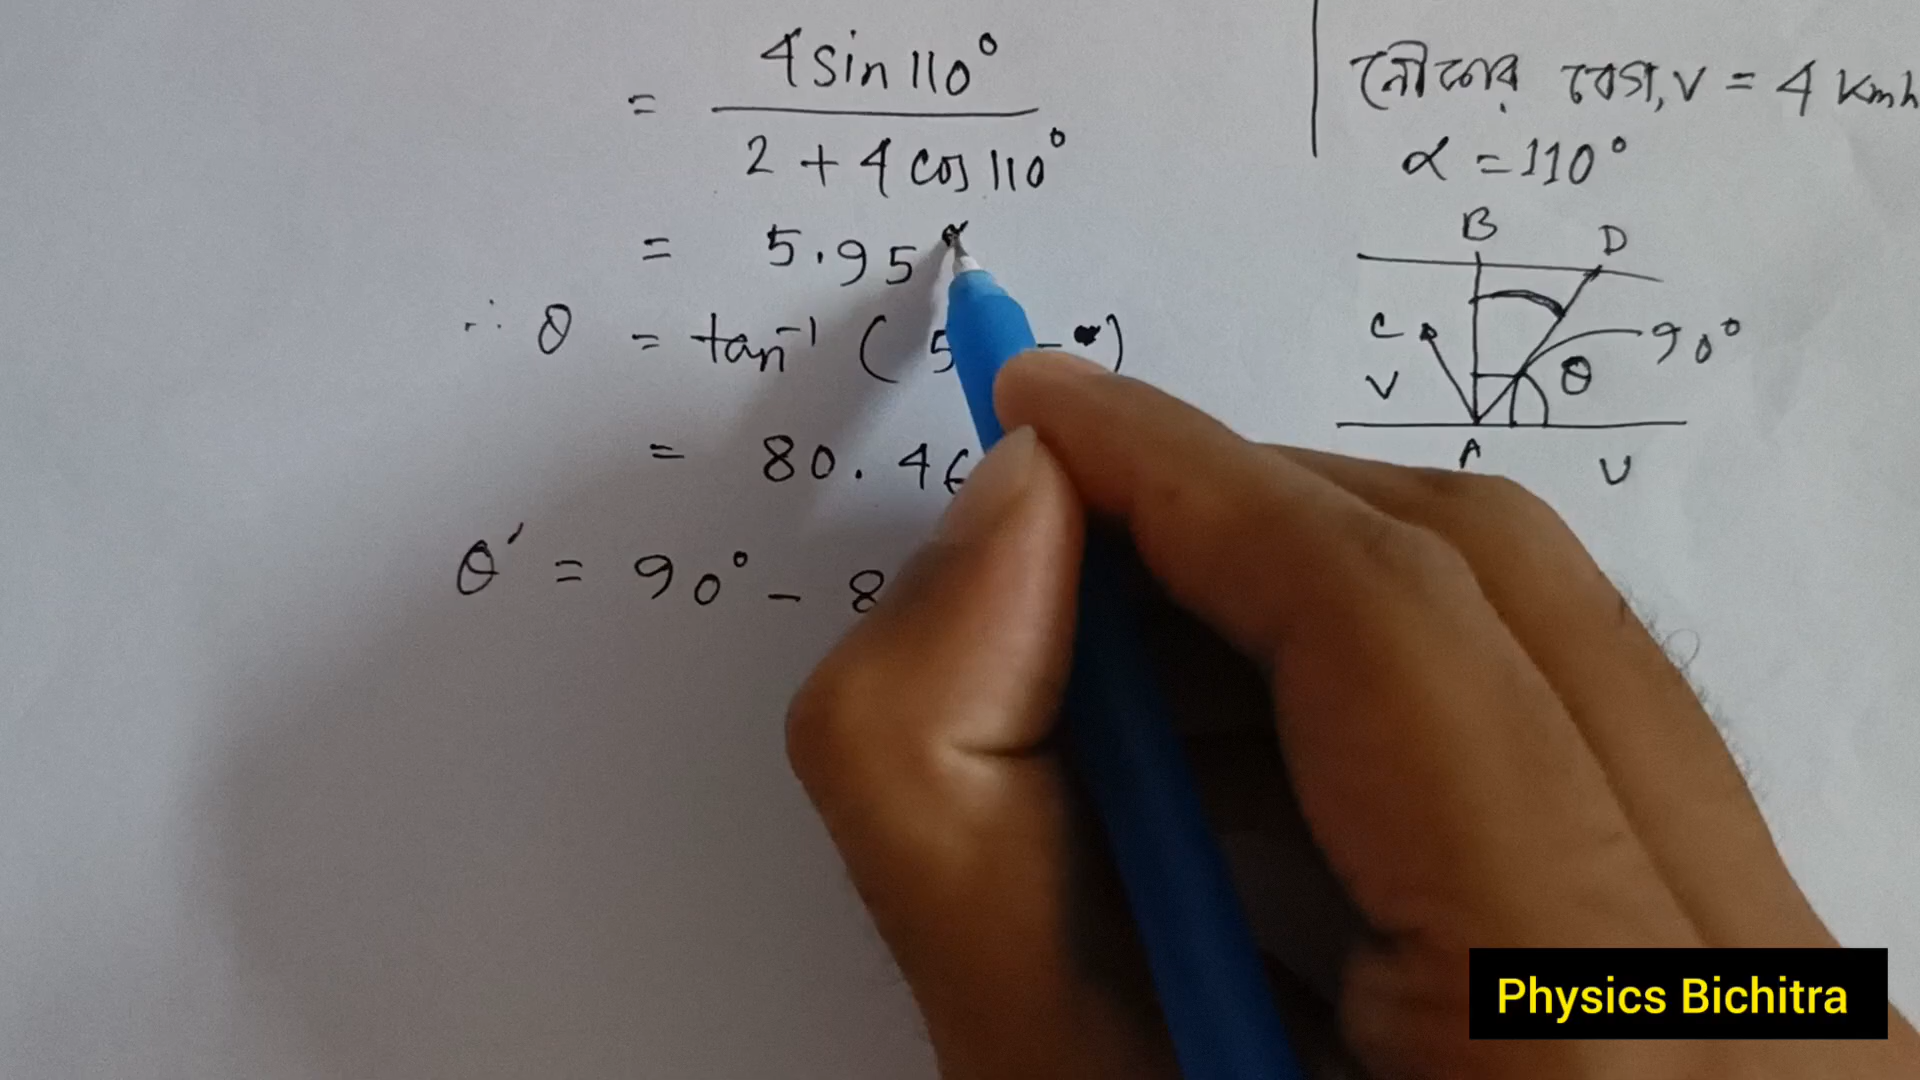 = 4 sin 110°
2 + 4 cos 110°
= 5.95
∴ θ = tan⁻¹ ( 5 )
= 80.46
θ′ = 90° - 8
নৌকার বেগ, v = 4 Kmh
α = 110°
B D
C 90°
v θ
A u
Physics Bichitra